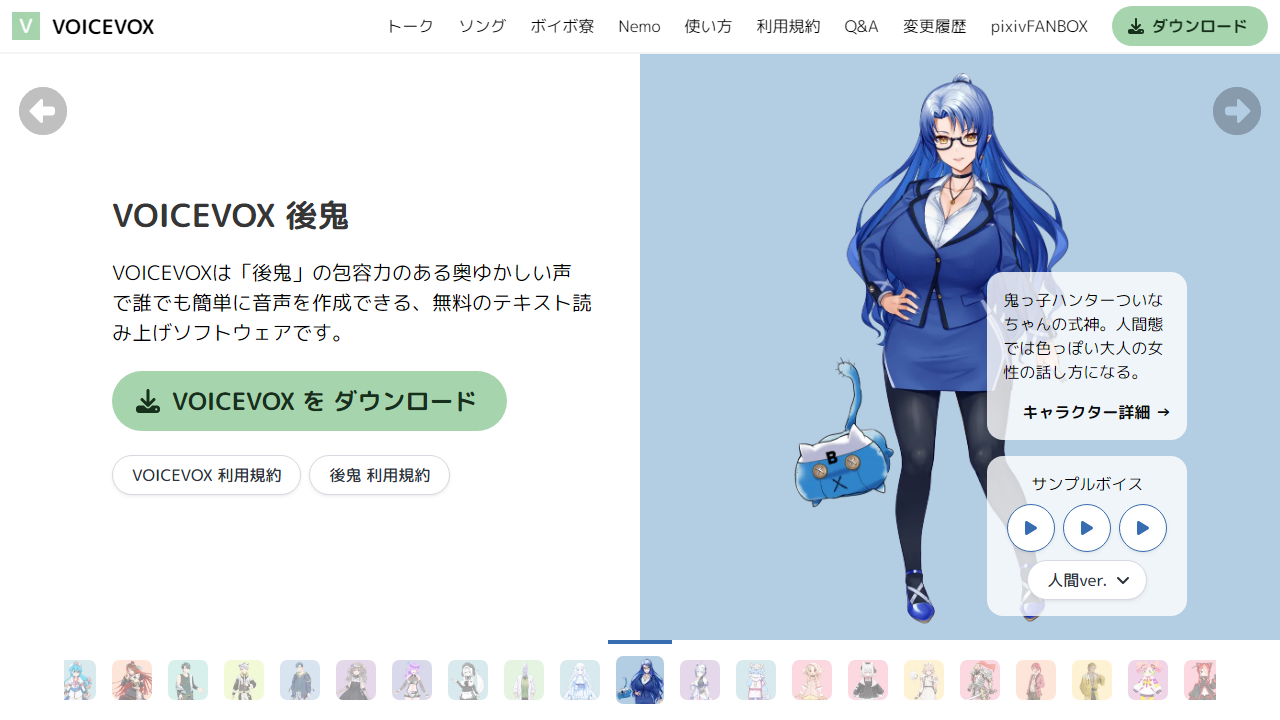 V VOICEVOX
トーク ソング ボイボ寮 Nemo 使い方 利用規約 Q&A 変更履歴 pixivFANBOX ダウンロード
VOICEVOX 後鬼
VOICEVOXは「後鬼」の包容力のある奥ゆかしい声
で誰でも簡単に音声を作成できる、無料のテキスト読
み上げソフトウェアです。
VOICEVOX を ダウンロード
VOICEVOX 利用規約 後鬼 利用規約
鬼っ子ハンターついな
ちゃんの式神。人間態
では色っぽい大人の女
性の話し方になる。
キャラクター詳細 →
B
サンプルボイス
人間ver.